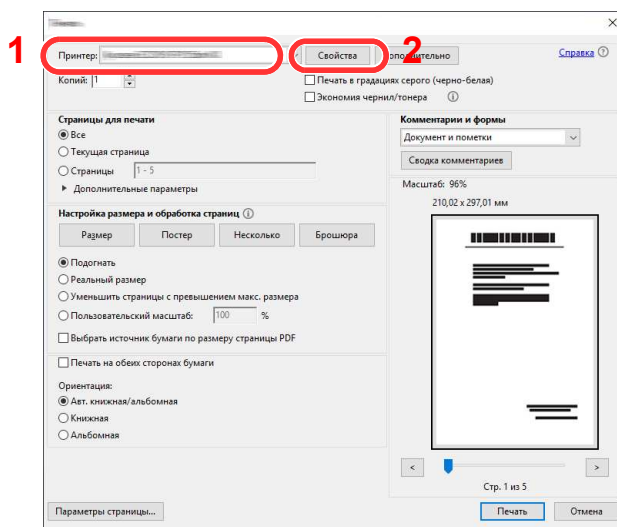 1
2
Принтер:
Свойства
Дополнительно
Справка
Копий: 1
Печать в градациях серого (черно-белая)
Экономия чернил/тонера
Страницы для печати
Все
Текущая страница
Страницы 1 - 5
Дополнительные параметры
Настройка размера и обработка страниц
Размер Постер Несколько Брошюра
Подогнать
Реальный размер
Уменьшить страницы с превышением макс. размера
Пользовательский масштаб: 100 %
Выбрать источник бумаги по размеру страницы PDF
Печать на обеих сторонах бумаги
Ориентация:
Авт. книжная/альбомная
Книжная
Альбомная
Комментарии и формы
Документ и пометки
Сводка комментариев
Масштаб: 96%
210,02 x 297,01 мм
< >
Стр. 1 из 5
Параметры страницы...
Печать
Отмена